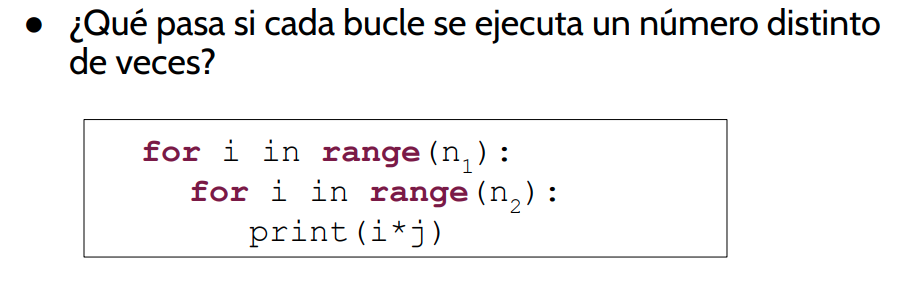 ● ¿Qué pasa si cada bucle se ejecuta un número distinto
de veces?
for i in range(n₁):
for i in range(n₂):
print(i*j)